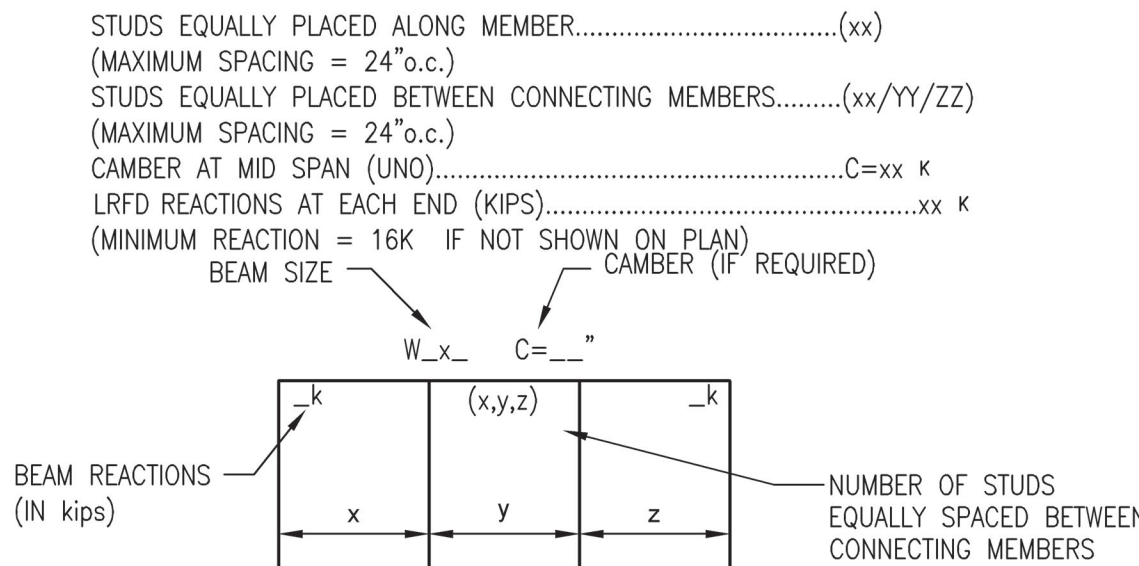 STUDS EQUALLY PLACED ALONG MEMBER..................................(xx)
(MAXIMUM SPACING = 24”o.c.)
STUDS EQUALLY PLACED BETWEEN CONNECTING MEMBERS.........(xx/YY/ZZ)
(MAXIMUM SPACING = 24”o.c.)
CAMBER AT MID SPAN (UNO).....................................................C=xx K
LRFD REACTIONS AT EACH END (KIPS)................................................xx K
(MINIMUM REACTION = 16K IF NOT SHOWN ON PLAN)
BEAM SIZE
CAMBER (IF REQUIRED)
W_x_ C=__”
_k (x,y,z) _k
BEAM REACTIONS
(IN kips)
x y z
NUMBER OF STUDS
EQUALLY SPACED BETWEEN
CONNECTING MEMBERS